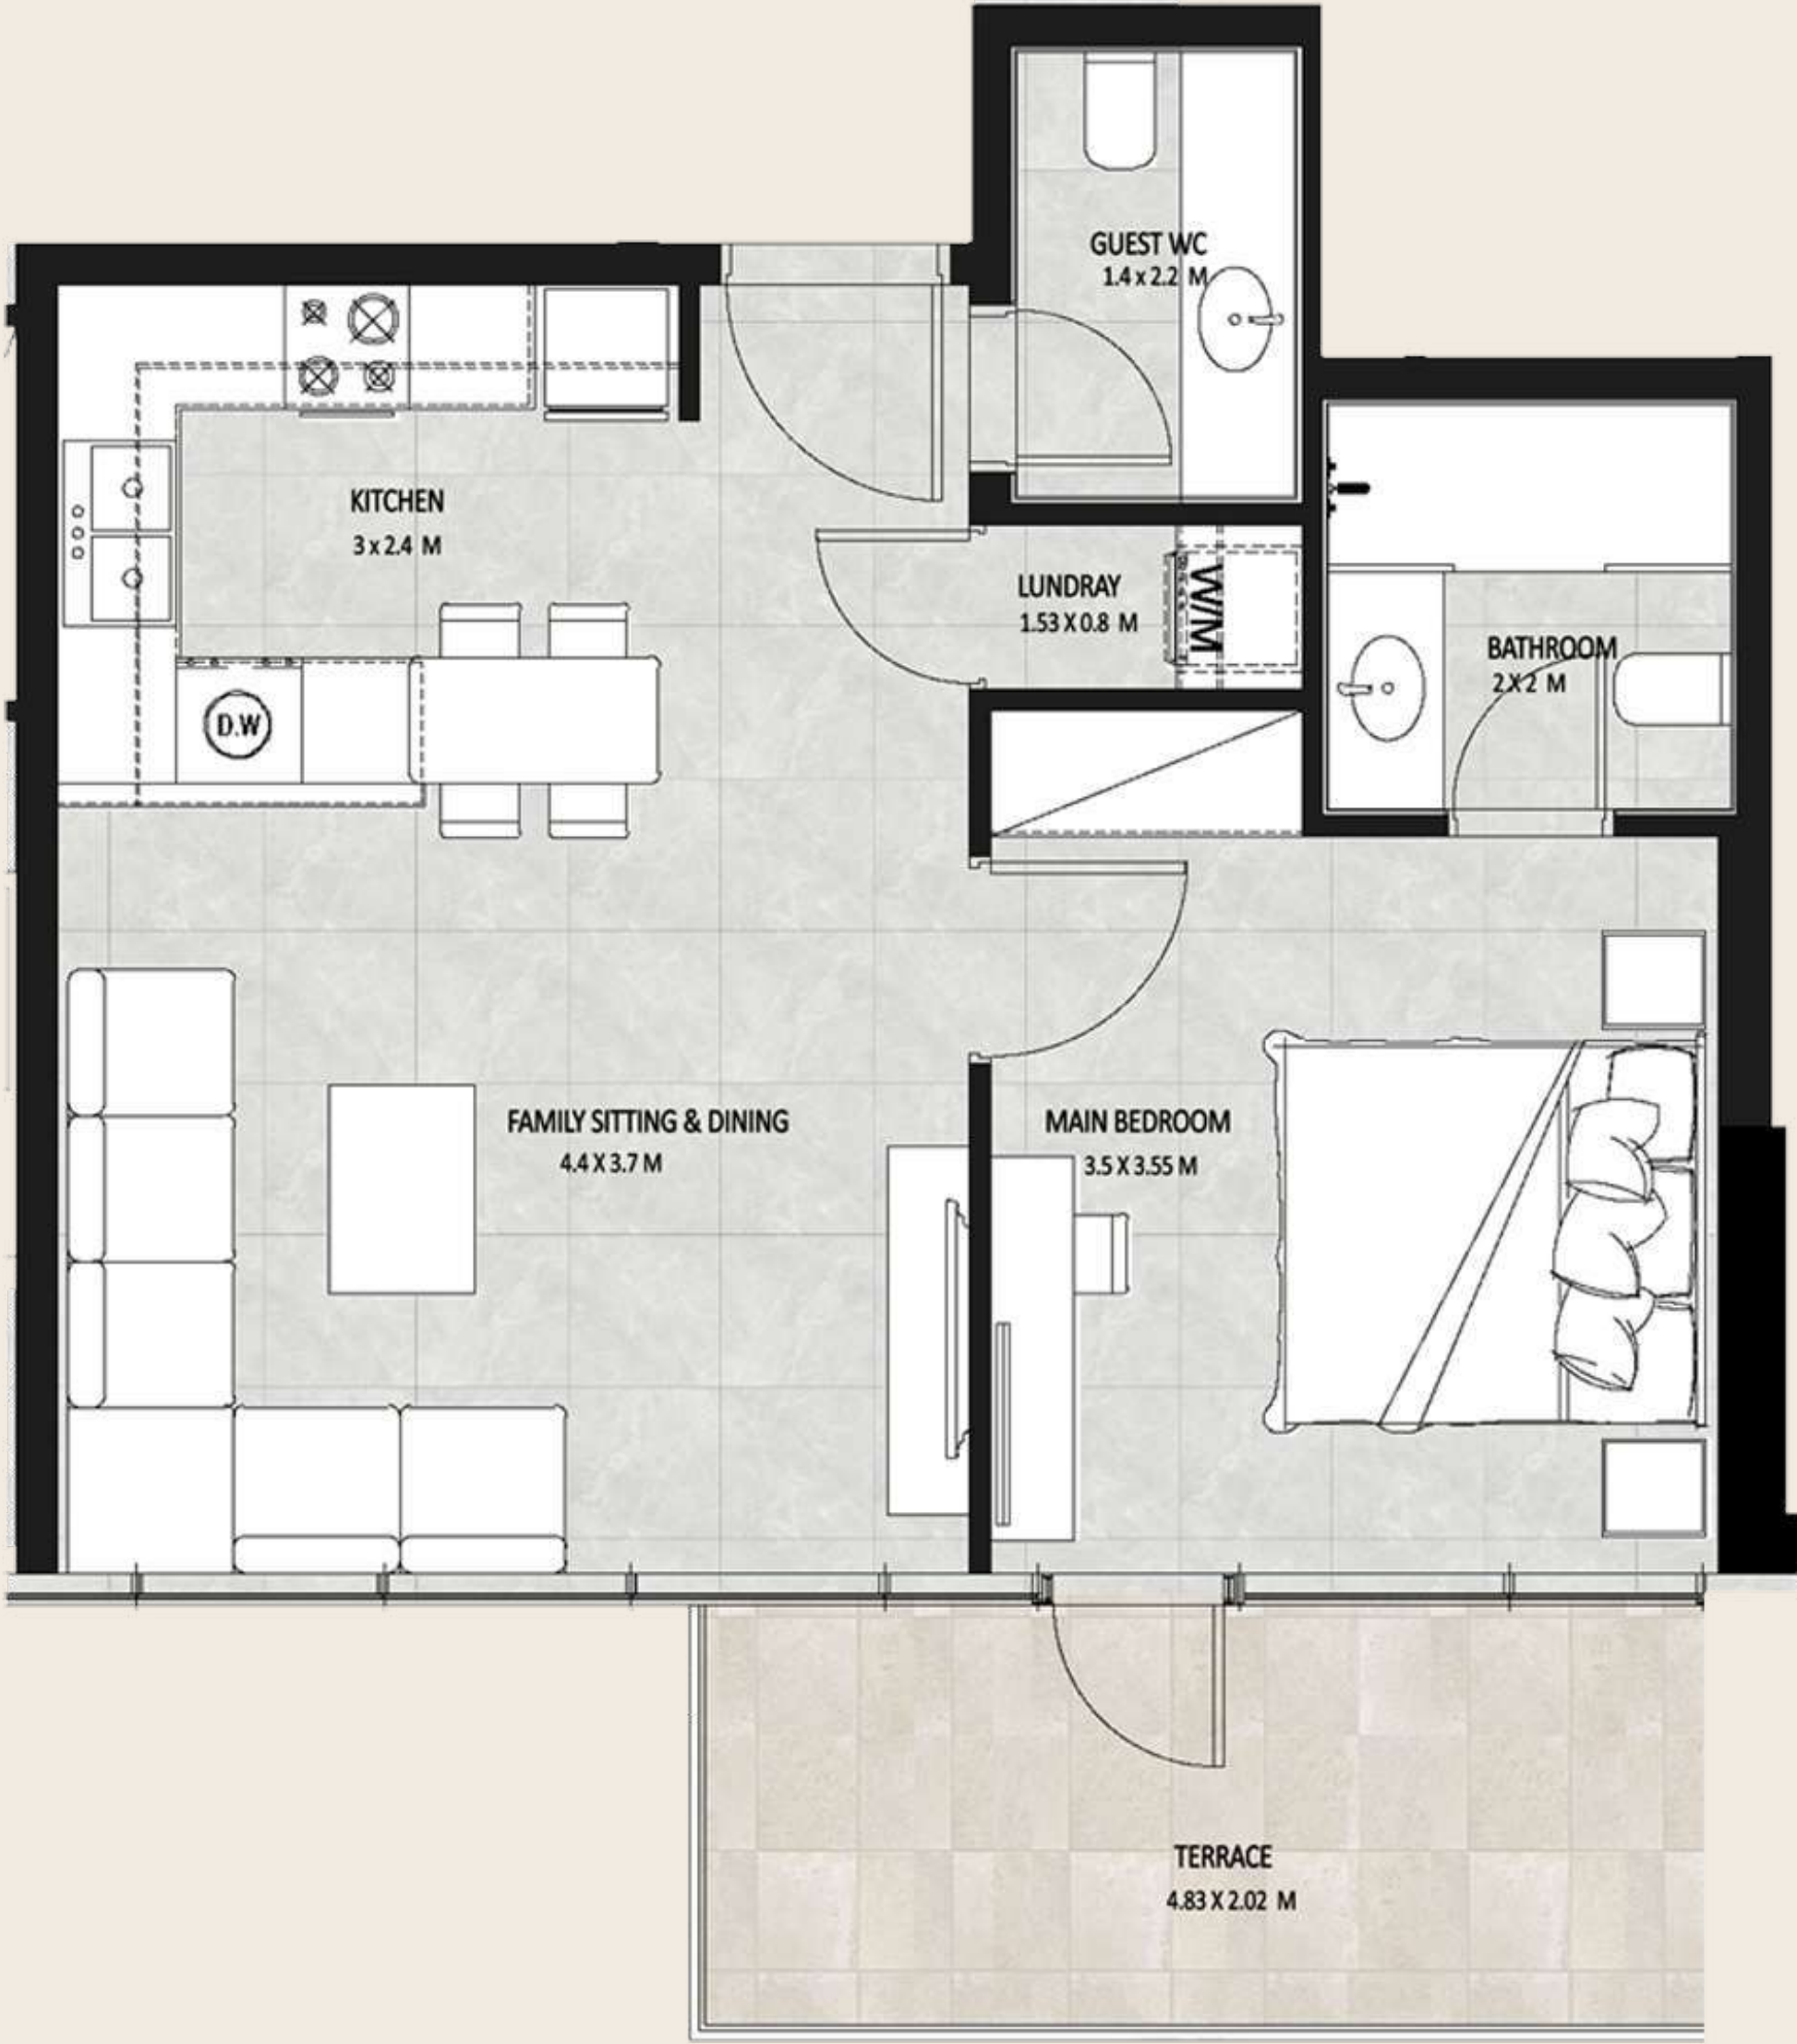 GUEST WC
1.4 x 2.2 M
KITCHEN
3 x 2.4 M
LUNDRAY
1.53 X 0.8 M
W/M
BATHROOM
2 X 2 M
D.W
FAMILY SITTING & DINING
4.4 X 3.7 M
MAIN BEDROOM
3.5 X 3.55 M
TERRACE
4.83 X 2.02 M